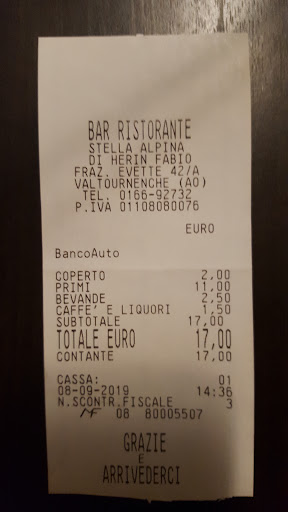 BAR RISTORANTE
STELLA ALPINA
DI HERIN FABIO
FRAZ. EVETTE 42/A
VALTOURNENCHE (AO)
TEL. 0166-92732
P.IVA 01108080076
EURO
BancoAuto
COPERTO 2,00
PRIMI 11,00
BEVANDE 2,50
CAFFE' E LIQUORI 1,50
SUBTOTALE 17,00
TOTALE EURO 17,00
CONTANTE 17,00
CASSA: 01
08-09-2019 14:36
N.SCONTR.FISCALE 3
MF 08 80005507
GRAZIE
E
ARRIVEDERCI